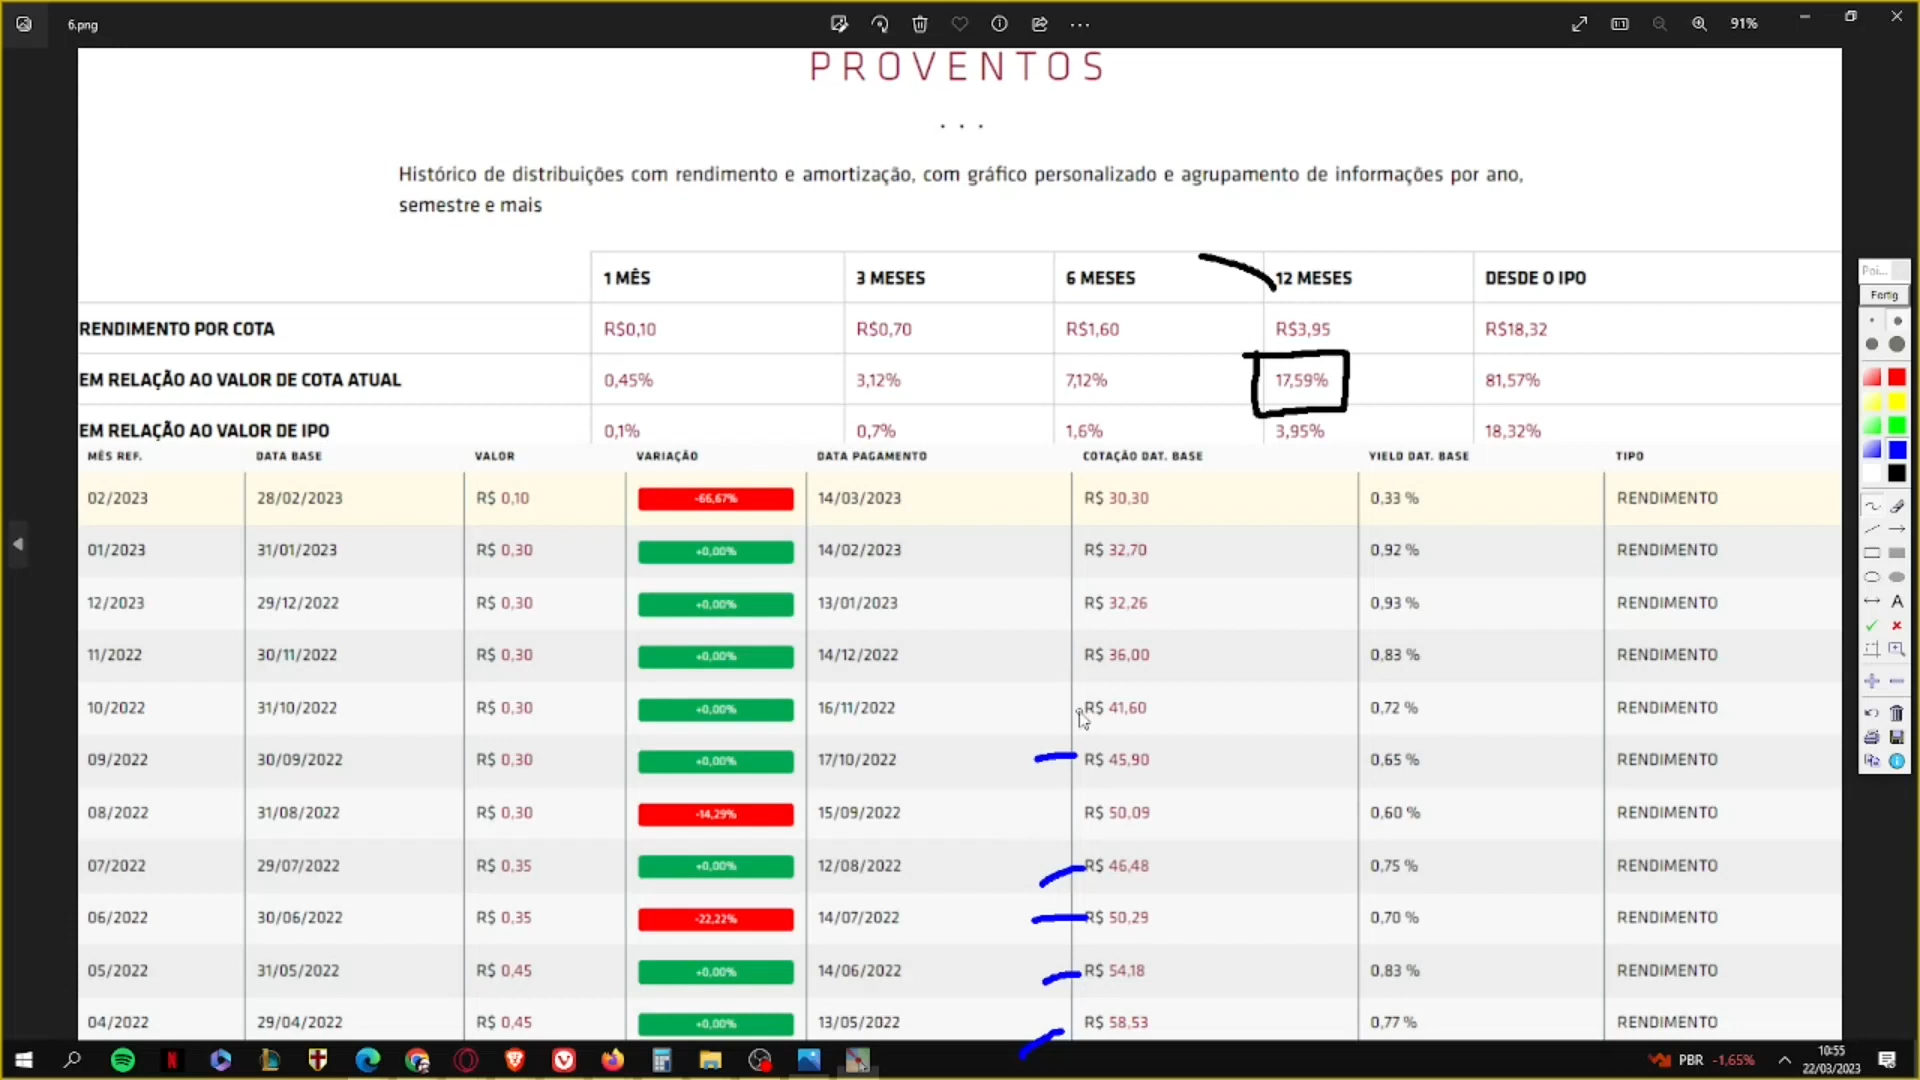 6.png
91%
PROVENTOS
...
Histórico de distribuições com rendimento e amortização, com gráfico personalizado e agrupamento de informações por ano,
semestre e mais
1 MÊS 3 MESES 6 MESES 12 MESES DESDE O IPO
RENDIMENTO POR COTA R$0,10 R$0,70 R$1,60 R$3,95 R$18,32
EM RELAÇÃO AO VALOR DE COTA ATUAL 0,45% 3,12% 7,12% 17,59% 81,57%
EM RELAÇÃO AO VALOR DE IPO 0,1% 0,7% 1,6% 3,95% 18,32%
MÊS REF. DATA BASE VALOR VARIAÇÃO DATA PAGAMENTO COTAÇÃO DAT. BASE YIELD DAT. BASE TIPO
02/2023 28/02/2023 R$ 0,10 -66,67% 14/03/2023 R$ 30,30 0,33 % RENDIMENTO
01/2023 31/01/2023 R$ 0,30 +0,00% 14/02/2023 R$ 32,70 0,92 % RENDIMENTO
12/2023 29/12/2022 R$ 0,30 +0,00% 13/01/2023 R$ 32,26 0,93 % RENDIMENTO
11/2022 30/11/2022 R$ 0,30 +0,00% 14/12/2022 R$ 36,00 0,83 % RENDIMENTO
10/2022 31/10/2022 R$ 0,30 +0,00% 16/11/2022 R$ 41,60 0,72 % RENDIMENTO
09/2022 30/09/2022 R$ 0,30 +0,00% 17/10/2022 R$ 45,90 0,65 % RENDIMENTO
08/2022 31/08/2022 R$ 0,30 -14,29% 15/09/2022 R$ 50,09 0,60 % RENDIMENTO
07/2022 29/07/2022 R$ 0,35 +0,00% 12/08/2022 R$ 46,48 0,75 % RENDIMENTO
06/2022 30/06/2022 R$ 0,35 -22,22% 14/07/2022 R$ 50,29 0,70 % RENDIMENTO
05/2022 31/05/2022 R$ 0,45 +0,00% 14/06/2022 R$ 54,18 0,83 % RENDIMENTO
04/2022 29/04/2022 R$ 0,45 +0,00% 13/05/2022 R$ 58,53 0,77 % RENDIMENTO
Poi...
Fertig
A
PBR -1,65%
10:55
22/03/2023